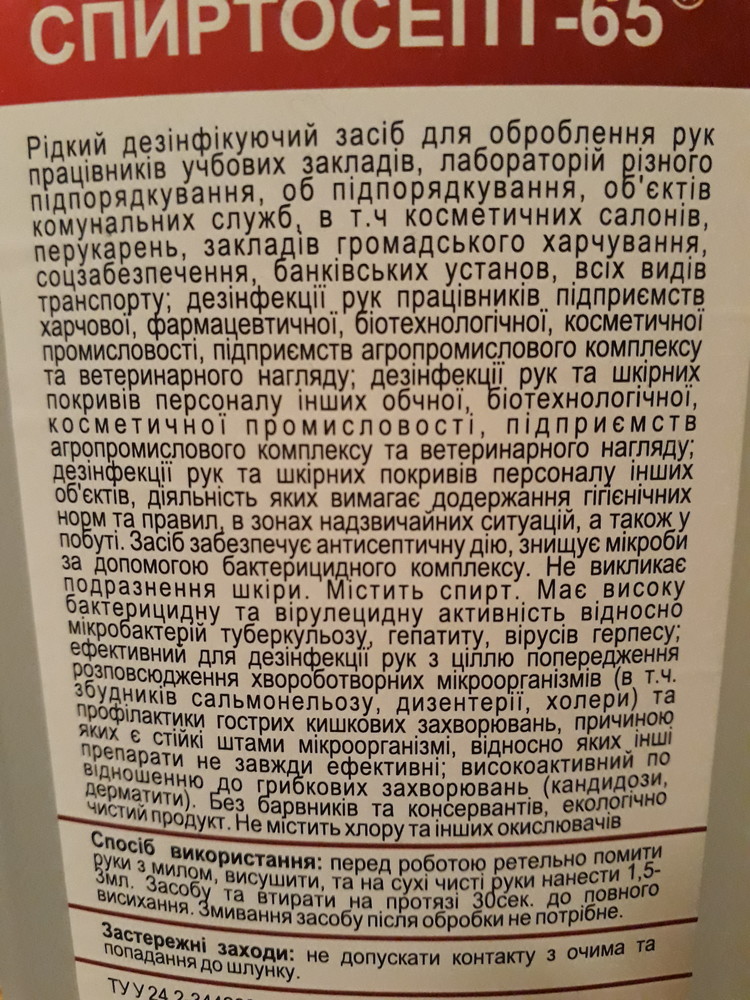 СПИРТОСЕПТ-65®
Рідкий дезінфікуючий засіб для оброблення рук
працівників учбових закладів, лабораторій різного
підпорядкування, об підпорядкування, об'єктів
комунальних служб, в т.ч косметичних салонів,
перукарень, закладів громадського харчування,
соцзабезпечення, банківських установ, всіх видів
транспорту; дезінфекції рук працівників підприємств
харчової, фармацевтичної, біотехнологічної, косметичної
промисловості, підприємств агропромислового комплексу
та ветеринарного нагляду; дезінфекції рук та шкірних
покривів персоналу інших обчної, біотехнологічної,
косметичної промисловості, підприємств
агропромислового комплексу та ветеринарного нагляду;
дезінфекції рук та шкірних покривів персоналу інших
об'єктів, діяльність яких вимагає додержання гігієнічних
норм та правил, в зонах надзвичайних ситуацій, а також у
побуті. Засіб забезпечує антисептичну дію, знищує мікроби
за допомогою бактерицидного комплексу. Не викликає
подразнення шкіри. Містить спирт. Має високу
бактерицидну та вірулецидну активність відносно
мікробактерій туберкульозу, гепатиту, вірусів герпесу;
ефективний для дезінфекції рук з ціллю попередження
розповсюдження хвороботворних мікроорганізмів (в т.ч.
збудників сальмонельозу, дизентерії, холери) та
профілактики гострих кишкових захворювань, причиною
яких є стійкі штами мікроорганізмі, відносно яких інші
препарати не завжди ефективні; високоактивний по
відношенню до грибкових захворювань (кандидози,
дерматити). Без барвників та консервантів, екологічно
чистий продукт. Не містить хлору та інших окислювачів
Спосіб використання: перед роботою ретельно помити
руки з милом, висушити, та на сухі чисті руки нанести 1,5-
3мл. Засобу та втирати на протязі 30сек. до повного
висихання. Змивання засобу після обробки не потрібне.
Застережні заходи: не допускати контакту з очима та
попадання до шлунку.
ТУ У 24.2